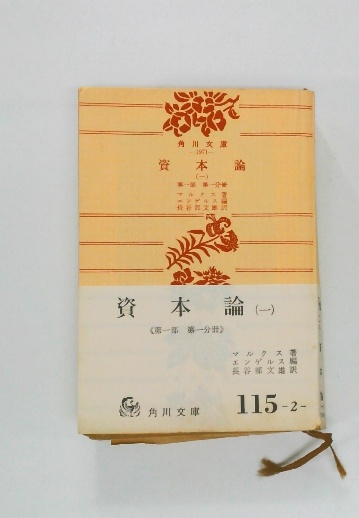 角川文庫
—1971—
資本論
(一)
第一部 第一分冊
マルクス著
エンゲルス編
長谷部文雄訳
資本論(一)
《第一部 第一分冊》
マルクス著
エンゲルス編
長谷部文雄訳
角川文庫
115-2-